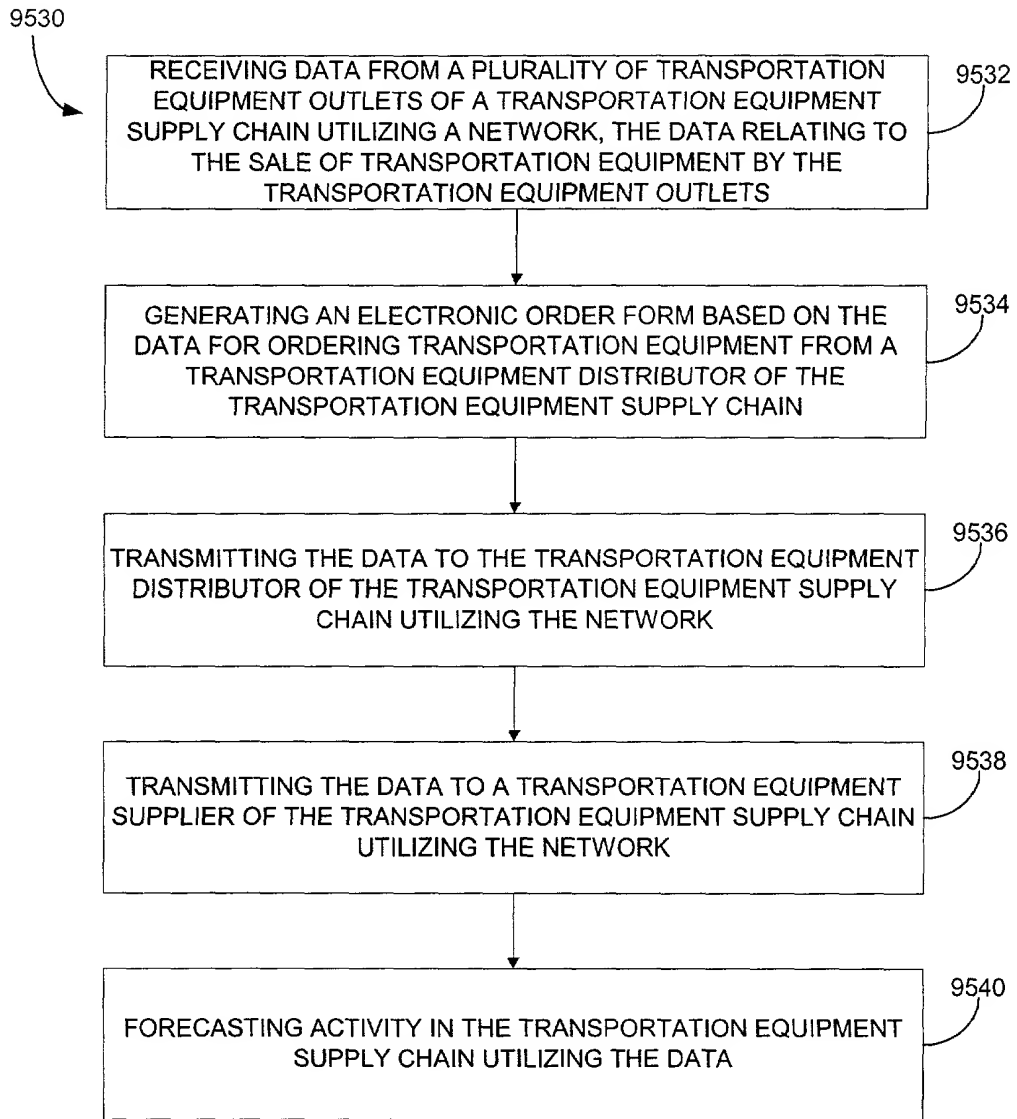 9530
RECEIVING DATA FROM A PLURALITY OF TRANSPORTATION
EQUIPMENT OUTLETS OF A TRANSPORTATION EQUIPMENT
SUPPLY CHAIN UTILIZING A NETWORK, THE DATA RELATING TO
THE SALE OF TRANSPORTATION EQUIPMENT BY THE
TRANSPORTATION EQUIPMENT OUTLETS
9532
GENERATING AN ELECTRONIC ORDER FORM BASED ON THE
DATA FOR ORDERING TRANSPORTATION EQUIPMENT FROM A
TRANSPORTATION EQUIPMENT DISTRIBUTOR OF THE
TRANSPORTATION EQUIPMENT SUPPLY CHAIN
9534
TRANSMITTING THE DATA TO THE TRANSPORTATION EQUIPMENT
DISTRIBUTOR OF THE TRANSPORTATION EQUIPMENT SUPPLY
CHAIN UTILIZING THE NETWORK
9536
TRANSMITTING THE DATA TO A TRANSPORTATION EQUIPMENT
SUPPLIER OF THE TRANSPORTATION EQUIPMENT SUPPLY CHAIN
UTILIZING THE NETWORK
9538
FORECASTING ACTIVITY IN THE TRANSPORTATION EQUIPMENT
SUPPLY CHAIN UTILIZING THE DATA
9540